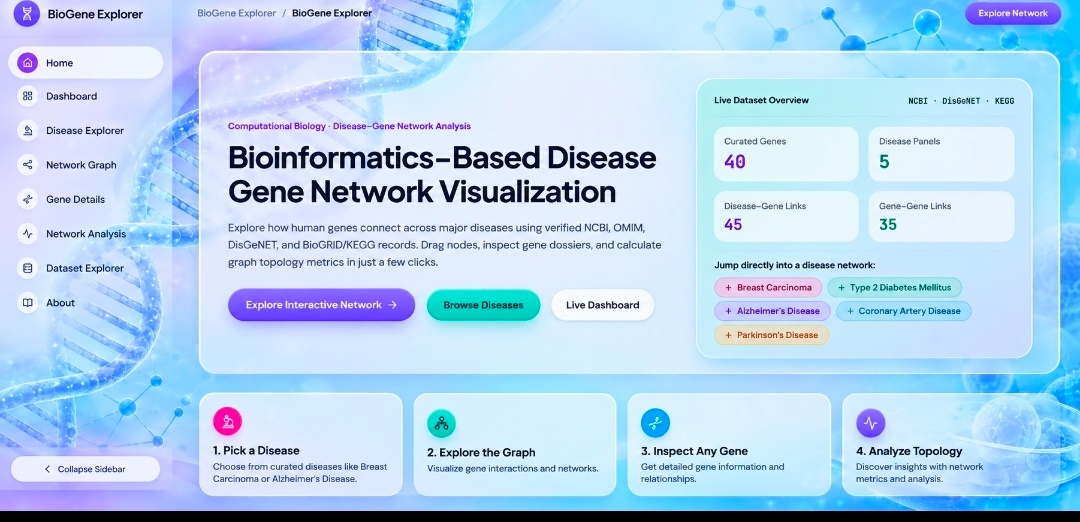 BioGene Explorer
BioGene Explorer / BioGene Explorer
Explore Network
Home
Dashboard
Disease Explorer
Network Graph
Gene Details
Network Analysis
Dataset Explorer
About
Collapse Sidebar
Computational Biology · Disease–Gene Network Analysis
Bioinformatics–Based Disease
Gene Network Visualization
Explore how human genes connect across major diseases using verified NCBI, OMIM,
DisGeNET, and BioGRID/KEGG records. Drag nodes, inspect gene dossiers, and calculate
graph topology metrics in just a few clicks.
Explore Interactive Network →
Browse Diseases
Live Dashboard
Live Dataset Overview
NCBI · DisGeNET · KEGG
Curated Genes
40
Disease Panels
5
Disease–Gene Links
45
Gene–Gene Links
35
Jump directly into a disease network:
+ Breast Carcinoma
+ Type 2 Diabetes Mellitus
+ Alzheimer's Disease
+ Coronary Artery Disease
+ Parkinson's Disease
1. Pick a Disease
Choose from curated diseases like Breast
Carcinoma or Alzheimer's Disease.
2. Explore the Graph
Visualize gene interactions and networks.
3. Inspect Any Gene
Get detailed gene information and
relationships.
4. Analyze Topology
Discover insights with network
metrics and analysis.